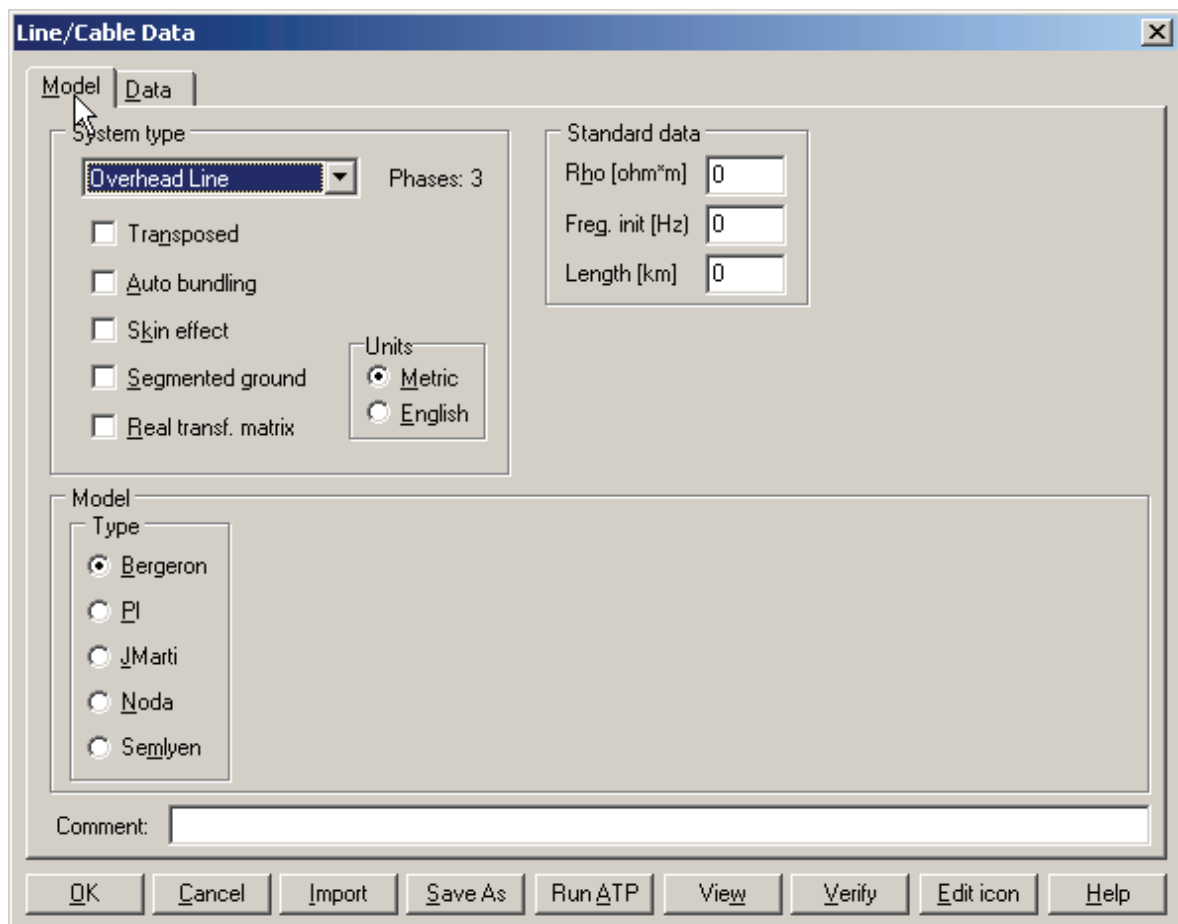 Line/Cable Data
Model
Data
System type
Overhead Line
Phases: 3
Transposed
Auto bundling
Skin effect
Segmented ground
Real transf. matrix
Units
Metric
English
Standard data
Rho [ohm*m]
0
Freg. init [Hz)
0
Length [km]
0
Model
Type
Bergeron
PI
JMarti
Noda
Semlyen
Comment:
OK
Cancel
Import
Save As
Run ATP
View
Verify
Edit icon
Help